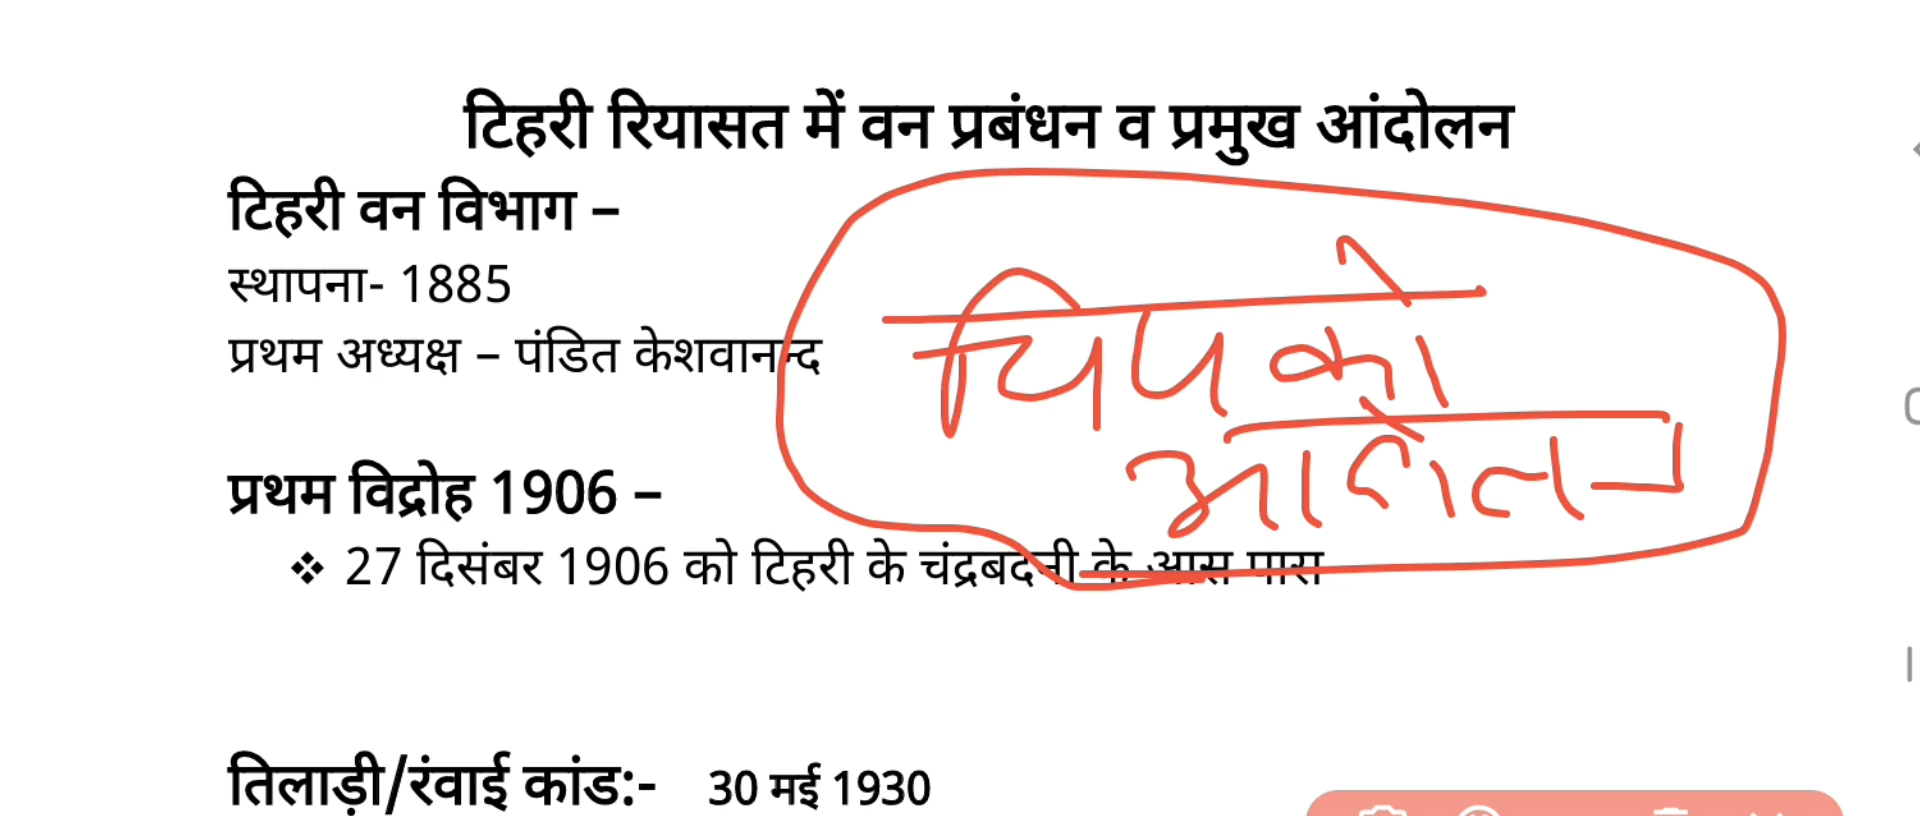 टिहरी रियासत में वन प्रबंधन व प्रमुख आंदोलन
टिहरी वन विभाग –
स्थापना- 1885
प्रथम अध्यक्ष – पंडित केशवानन्द
चिपको
आदोलन
प्रथम विद्रोह 1906 –
❖ 27 दिसंबर 1906 को टिहरी के चंद्रबदनी के आस पास
तिलाड़ी/रंवाई कांड:- 30 मई 1930